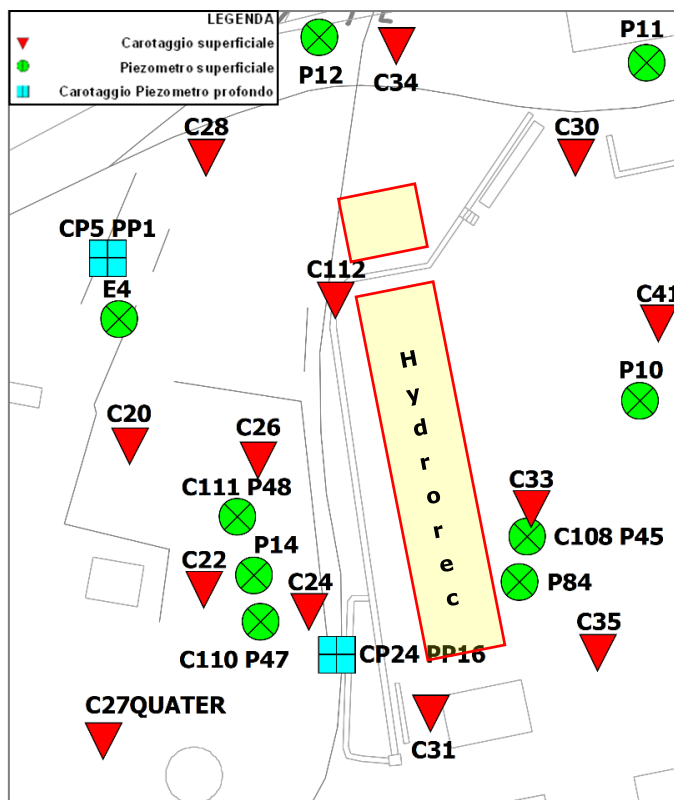 LEGENDA
Carotaggio superficiale
Piezometro superficiale
Carotaggio Piezometro profondo
P12
C34
P11
C28
C30
CP5 PP1
E4
C112
C41
P10
Hydrorec
C20
C26
C33
C111 P48
C108 P45
P14
C22
C24
P84
C35
C110 P47
CP24 PP16
C27QUATER
C31